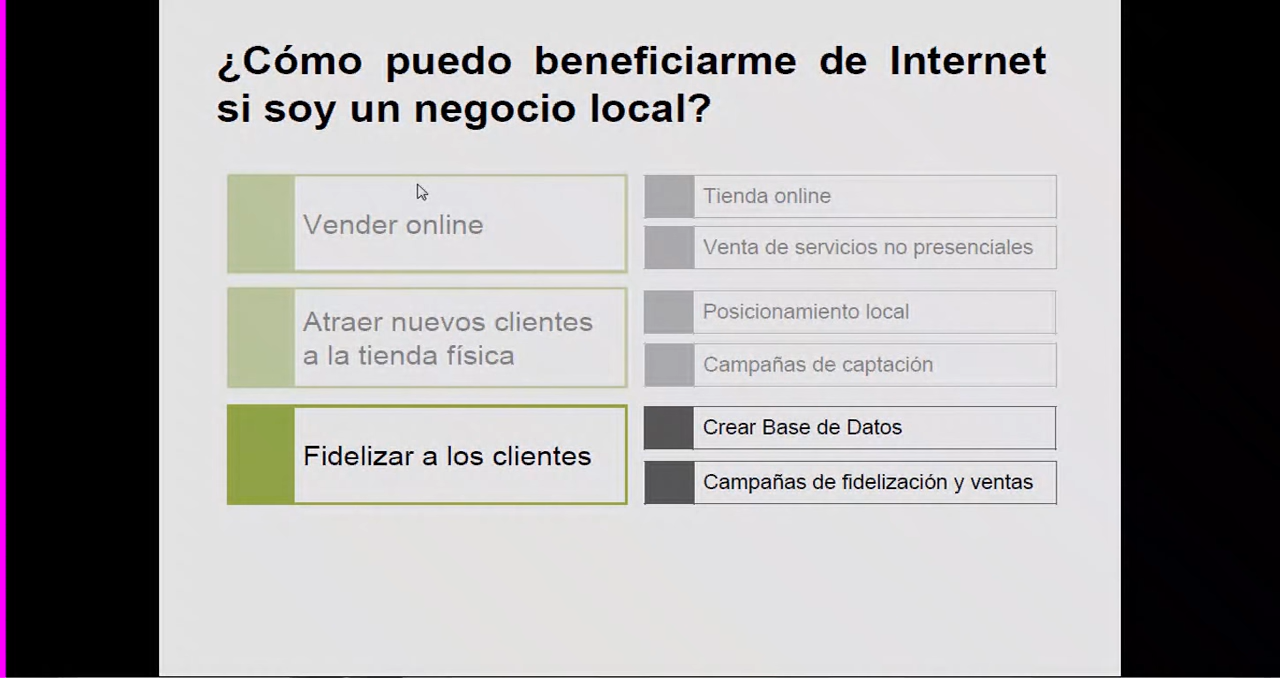 ¿Cómo puedo beneficiarme de Internet
si soy un negocio local?
Vender online
Tienda online
Venta de servicios no presenciales
Atraer nuevos clientes
a la tienda física
Posicionamiento local
Campañas de captación
Fidelizar a los clientes
Crear Base de Datos
Campañas de fidelización y ventas